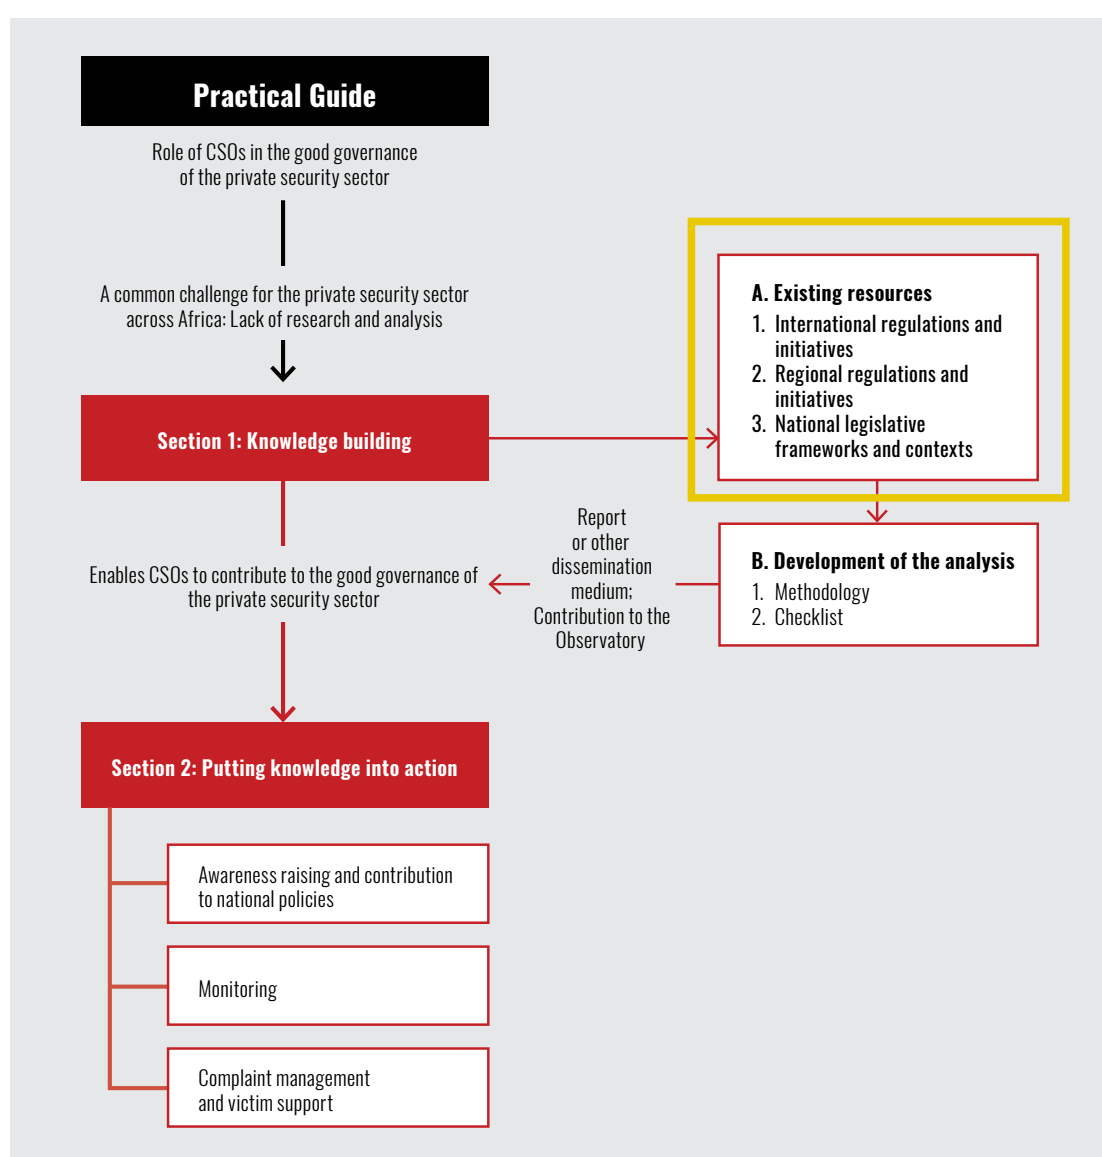 Practical Guide
Role of CSOs in the good governance
of the private security sector
A common challenge for the private security sector
across Africa: Lack of research and analysis
Section 1: Knowledge building
A. Existing resources
1. International regulations and
initiatives
2. Regional regulations and
initiatives
3. National legislative
frameworks and contexts
B. Development of the analysis
1. Methodology
2. Checklist
Report
or other
dissemination
medium;
Contribution to the
Observatory
Enables CSOs to contribute to the good governance of
the private security sector
Section 2: Putting knowledge into action
Awareness raising and contribution
to national policies
Monitoring
Complaint management
and victim support